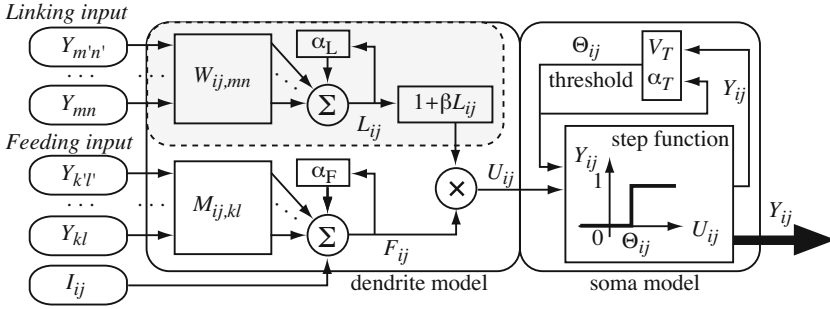 Linking input
Y_{m'n'}
Y_{mn}
W_{ij,mn}
α_L
Σ
L_{ij}
1+βL_{ij}
Feeding input
Y_{k'l'}
Y_{kl}
I_{ij}
M_{ij,kl}
α_F
Σ
F_{ij}
×
U_{ij}
dendrite model
Θ_{ij}
threshold
V_T
α_T
Y_{ij}
step function
Y_{ij}
1
0
Θ_{ij}
U_{ij}
Y_{ij}
soma model